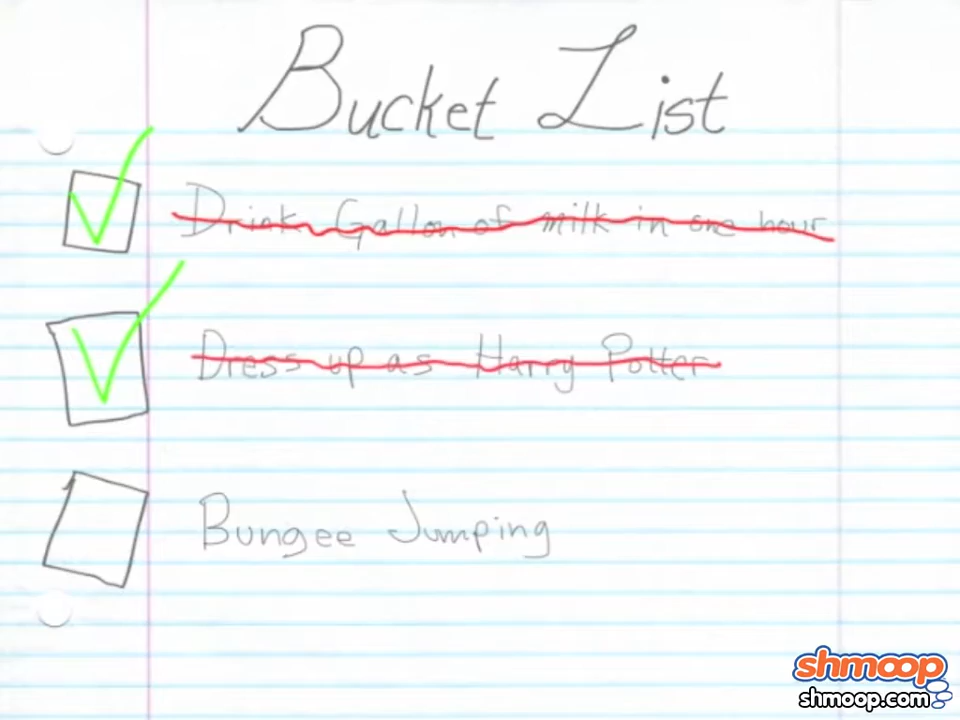 Bucket List
Drink Gallon of milk in one hour
Dress up as Harry Potter
Bungee Jumping
shmoop
shmoop.com